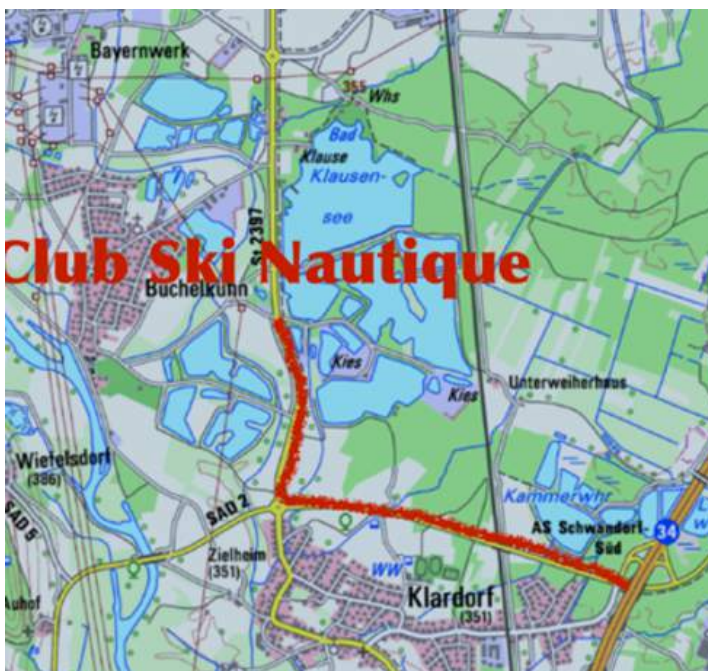 Bayernwerk
355
Whs
Bad
Klause
Klausen-
see
St 2397
Club Ski Nautique
Büchelkühn
Kies
Kies
Unterweiherhaus
Wiefelsdorf
(386)
SAD 2
SAD 5
Kammerwhr
AS Schwandorf-
Süd
34
Zielheim
(351)
WW
Klardorf
(351)
Auhof